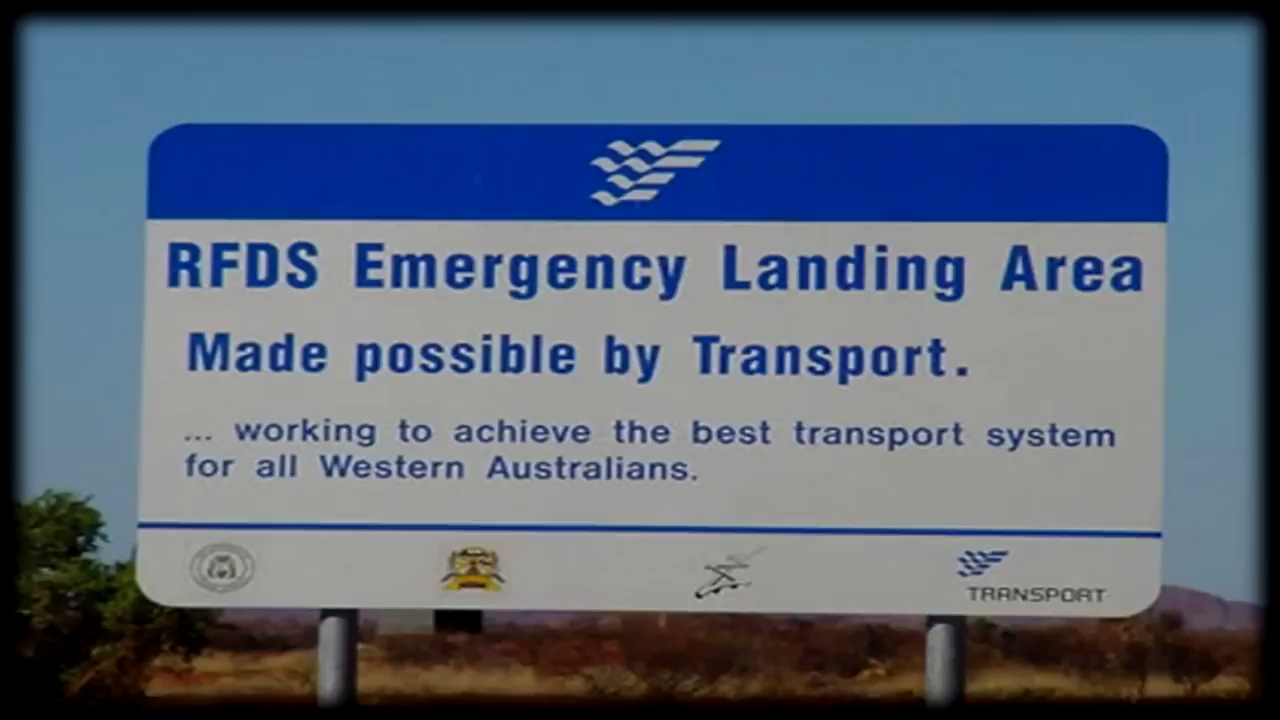 RFDS Emergency Landing Area
Made possible by Transport.
... working to achieve the best transport system
for all Western Australians.
TRANSPORT